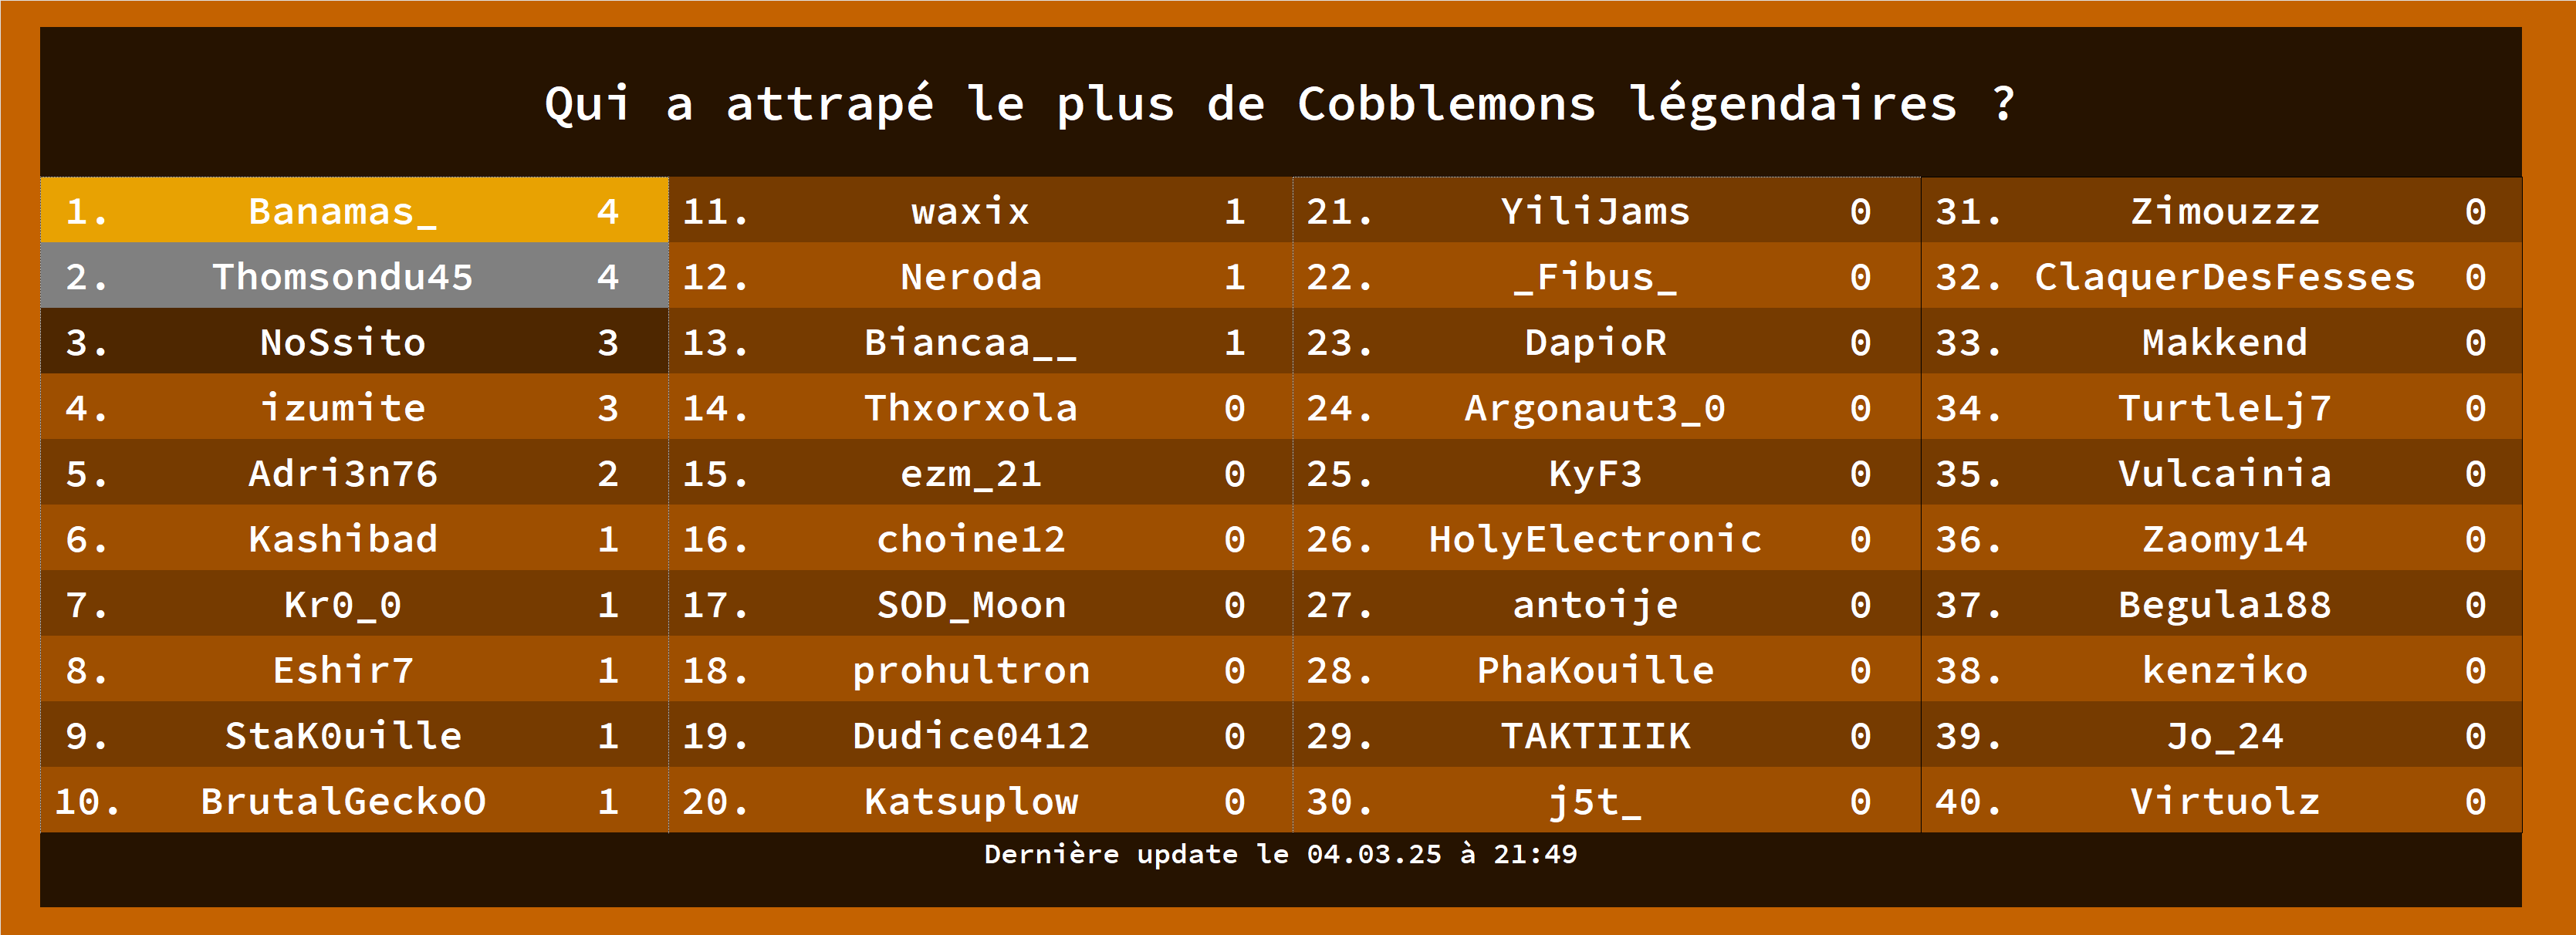 Qui a attrapé le plus de Cobblemons légendaires ?
1. Banamas_ 4
2. Thomsondu45 4
3. NoSsito 3
4. izumite 3
5. Adri3n76 2
6. Kashibad 1
7. Kr0_0 1
8. Eshir7 1
9. StaK0uille 1
10. BrutalGeckoO 1
11. waxix 1
12. Neroda 1
13. Biancaa__ 1
14. Thxorxola 0
15. ezm_21 0
16. choine12 0
17. SOD_Moon 0
18. prohultron 0
19. Dudice0412 0
20. Katsuplow 0
21. YiliJams 0
22. _Fibus_ 0
23. DapioR 0
24. Argonaut3_0 0
25. KyF3 0
26. HolyElectronic 0
27. antoije 0
28. PhaKouille 0
29. TAKTIIIK 0
30. j5t_ 0
31. Zimouzzz 0
32. ClaquerDesFesses 0
33. Makkend 0
34. TurtleLj7 0
35. Vulcainia 0
36. Zaomy14 0
37. Begula188 0
38. kenziko 0
39. Jo_24 0
40. Virtuolz 0
Dernière update le 04.03.25 à 21:49